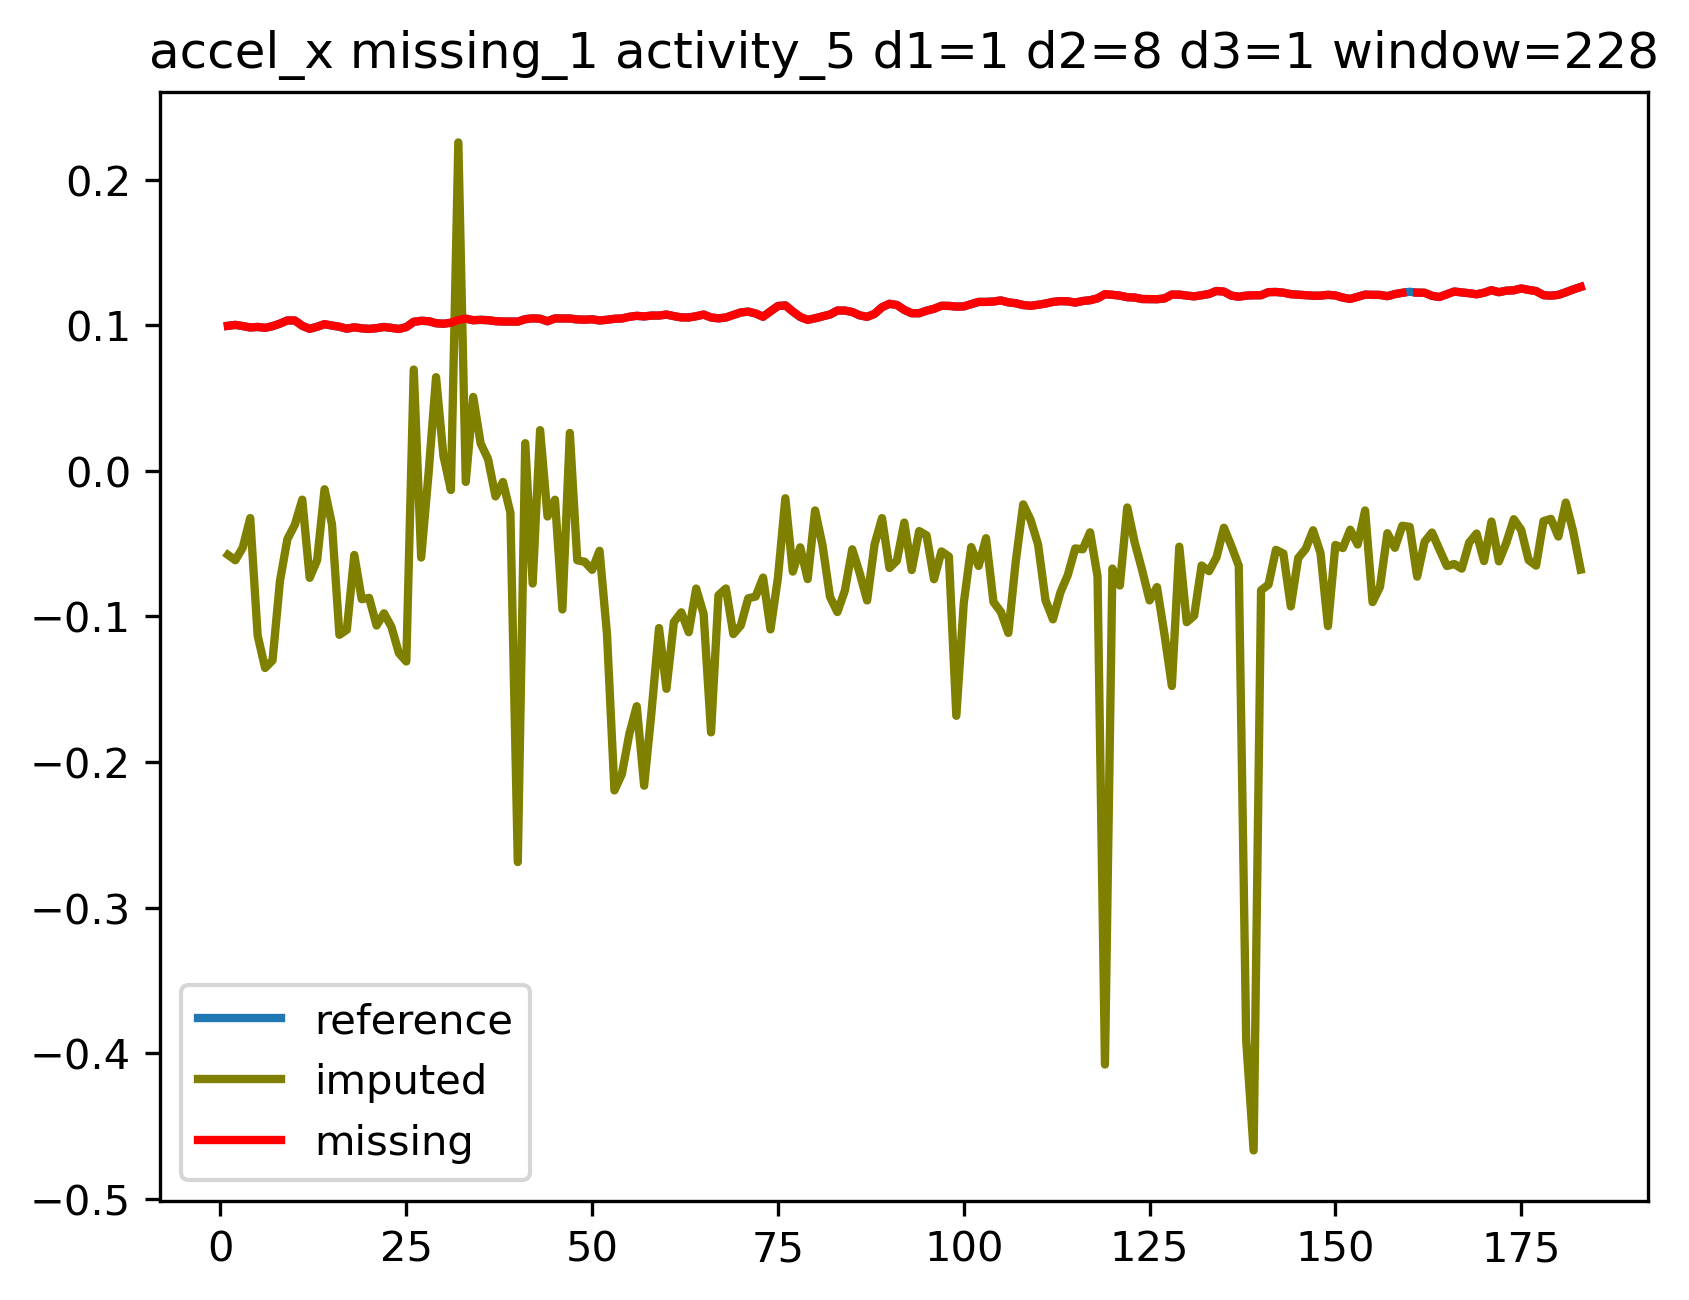 accel_x missing_1 activity_5 d1=1 d2=8 d3=1 window=228
0.2
0.1
0.0
−0.1
−0.2
−0.3
−0.4
−0.5
reference
imputed
missing
0 25 50 75 100 125 150 175